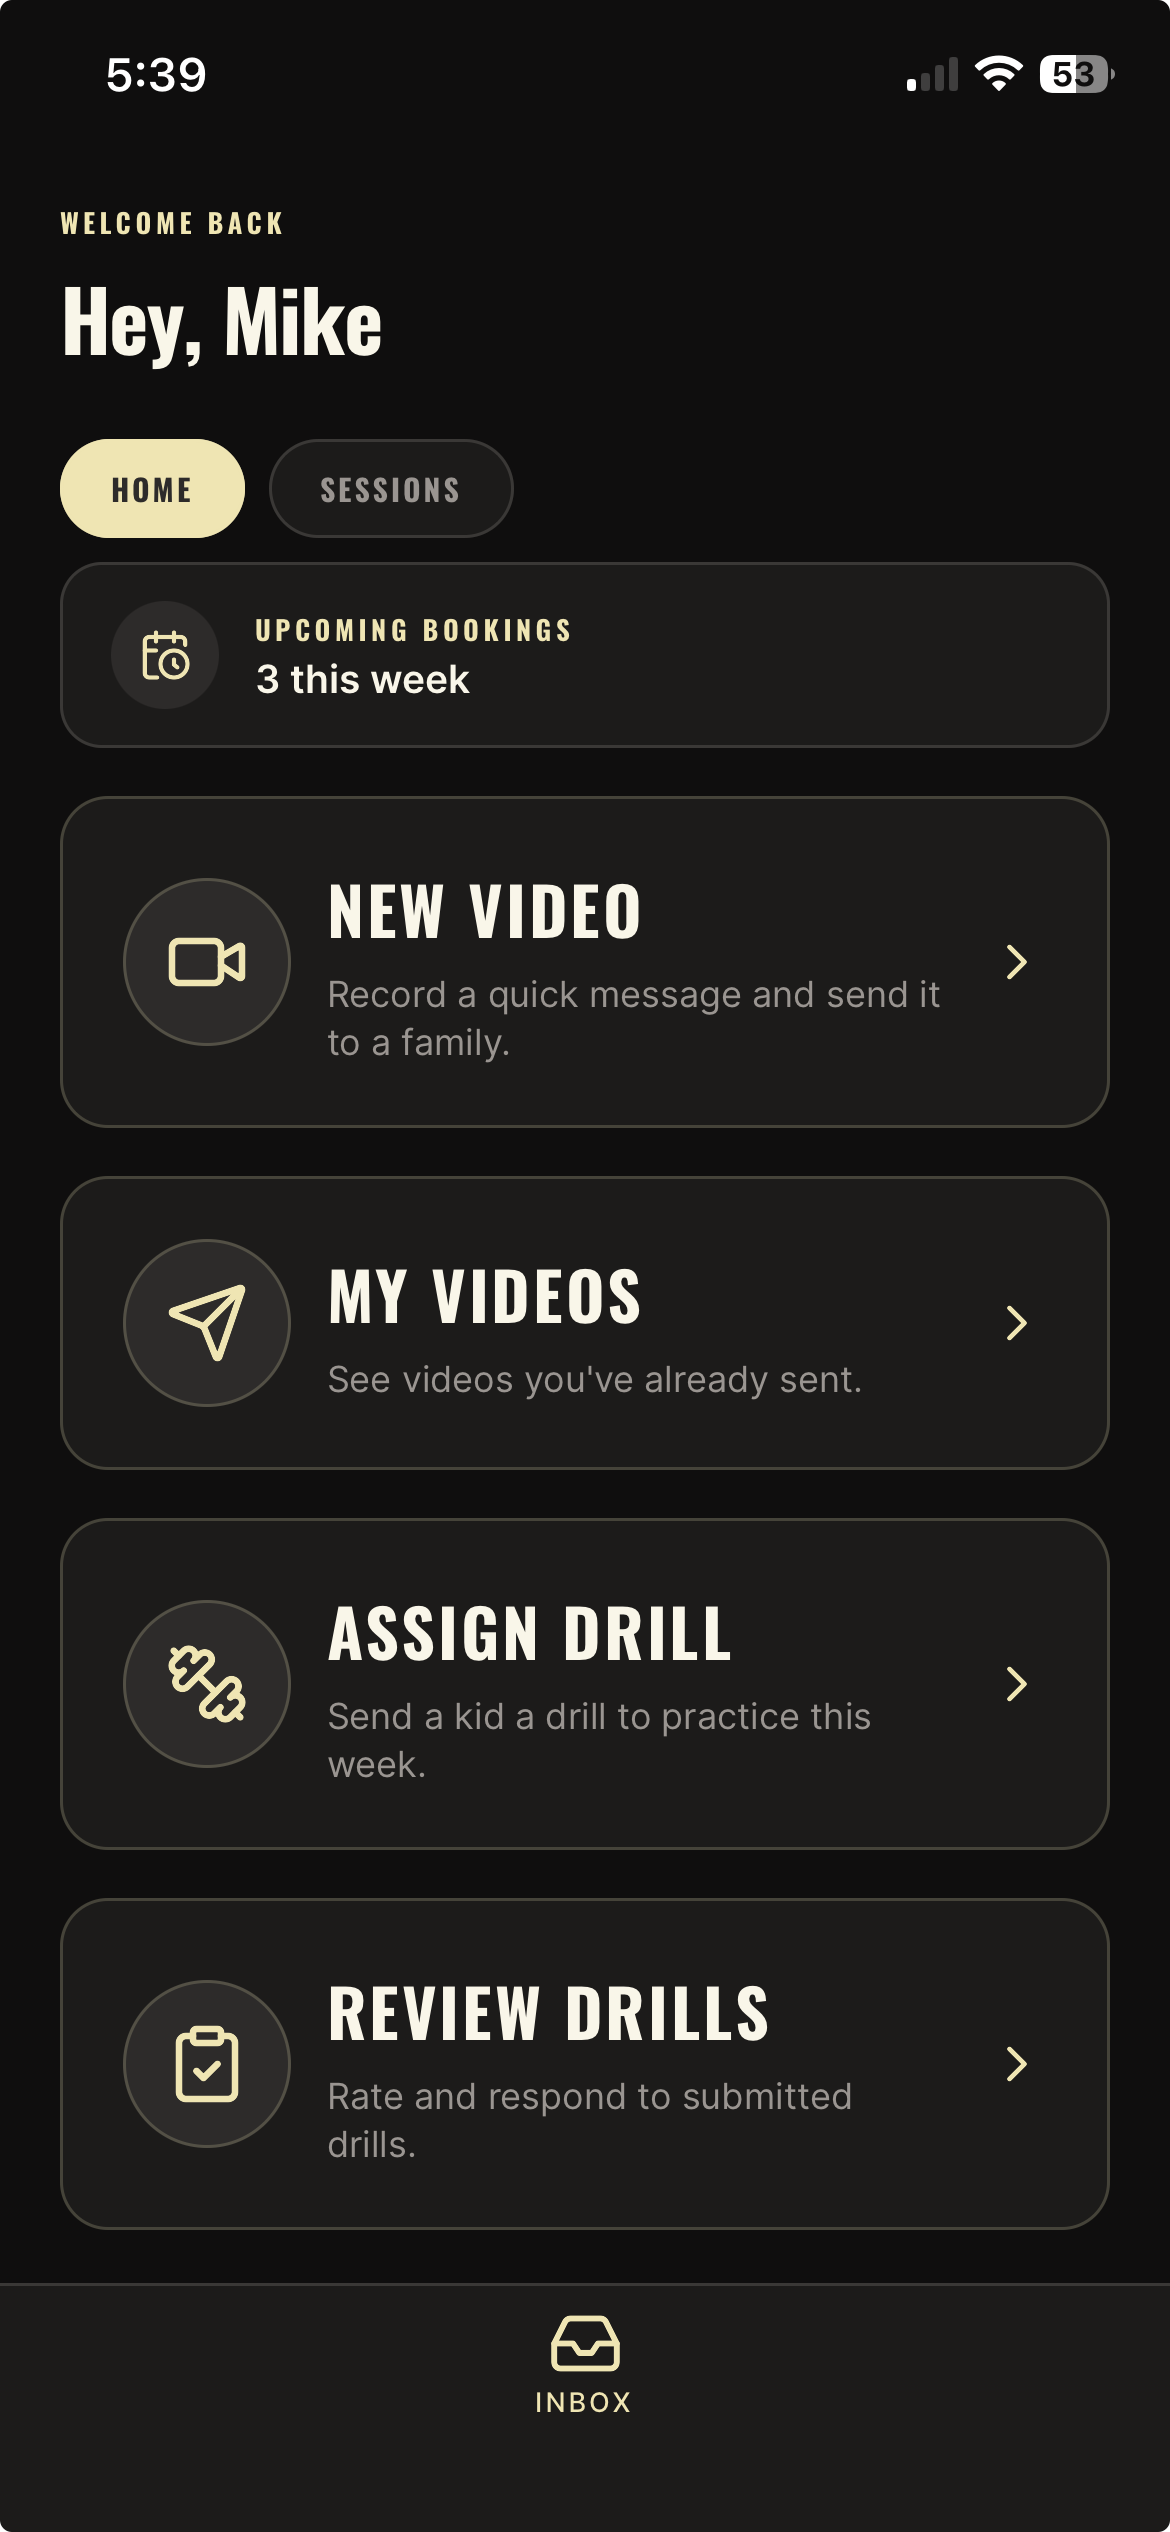 5:39
53
WELCOME BACK
Hey, Mike
HOME
SESSIONS
UPCOMING BOOKINGS
3 this week
NEW VIDEO
Record a quick message and send it
to a family.
MY VIDEOS
See videos you've already sent.
ASSIGN DRILL
Send a kid a drill to practice this
week.
REVIEW DRILLS
Rate and respond to submitted
drills.
INBOX